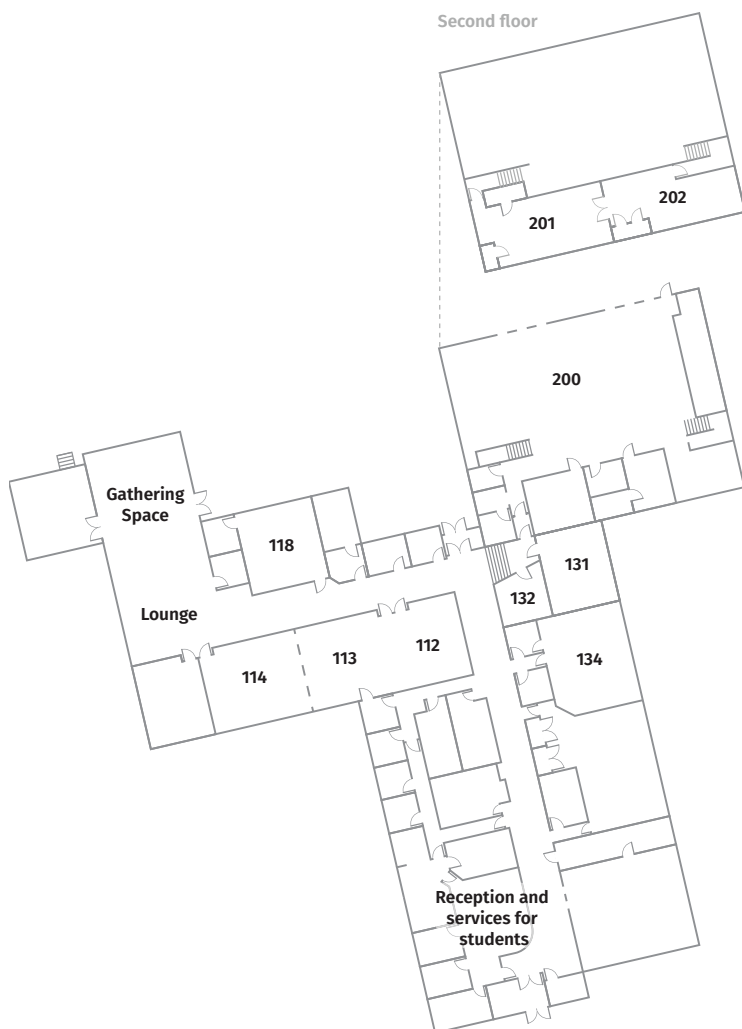 Second floor
202
201
200
Gathering
Space
118
131
132
Lounge
134
112
113
114
Reception and
services for
students